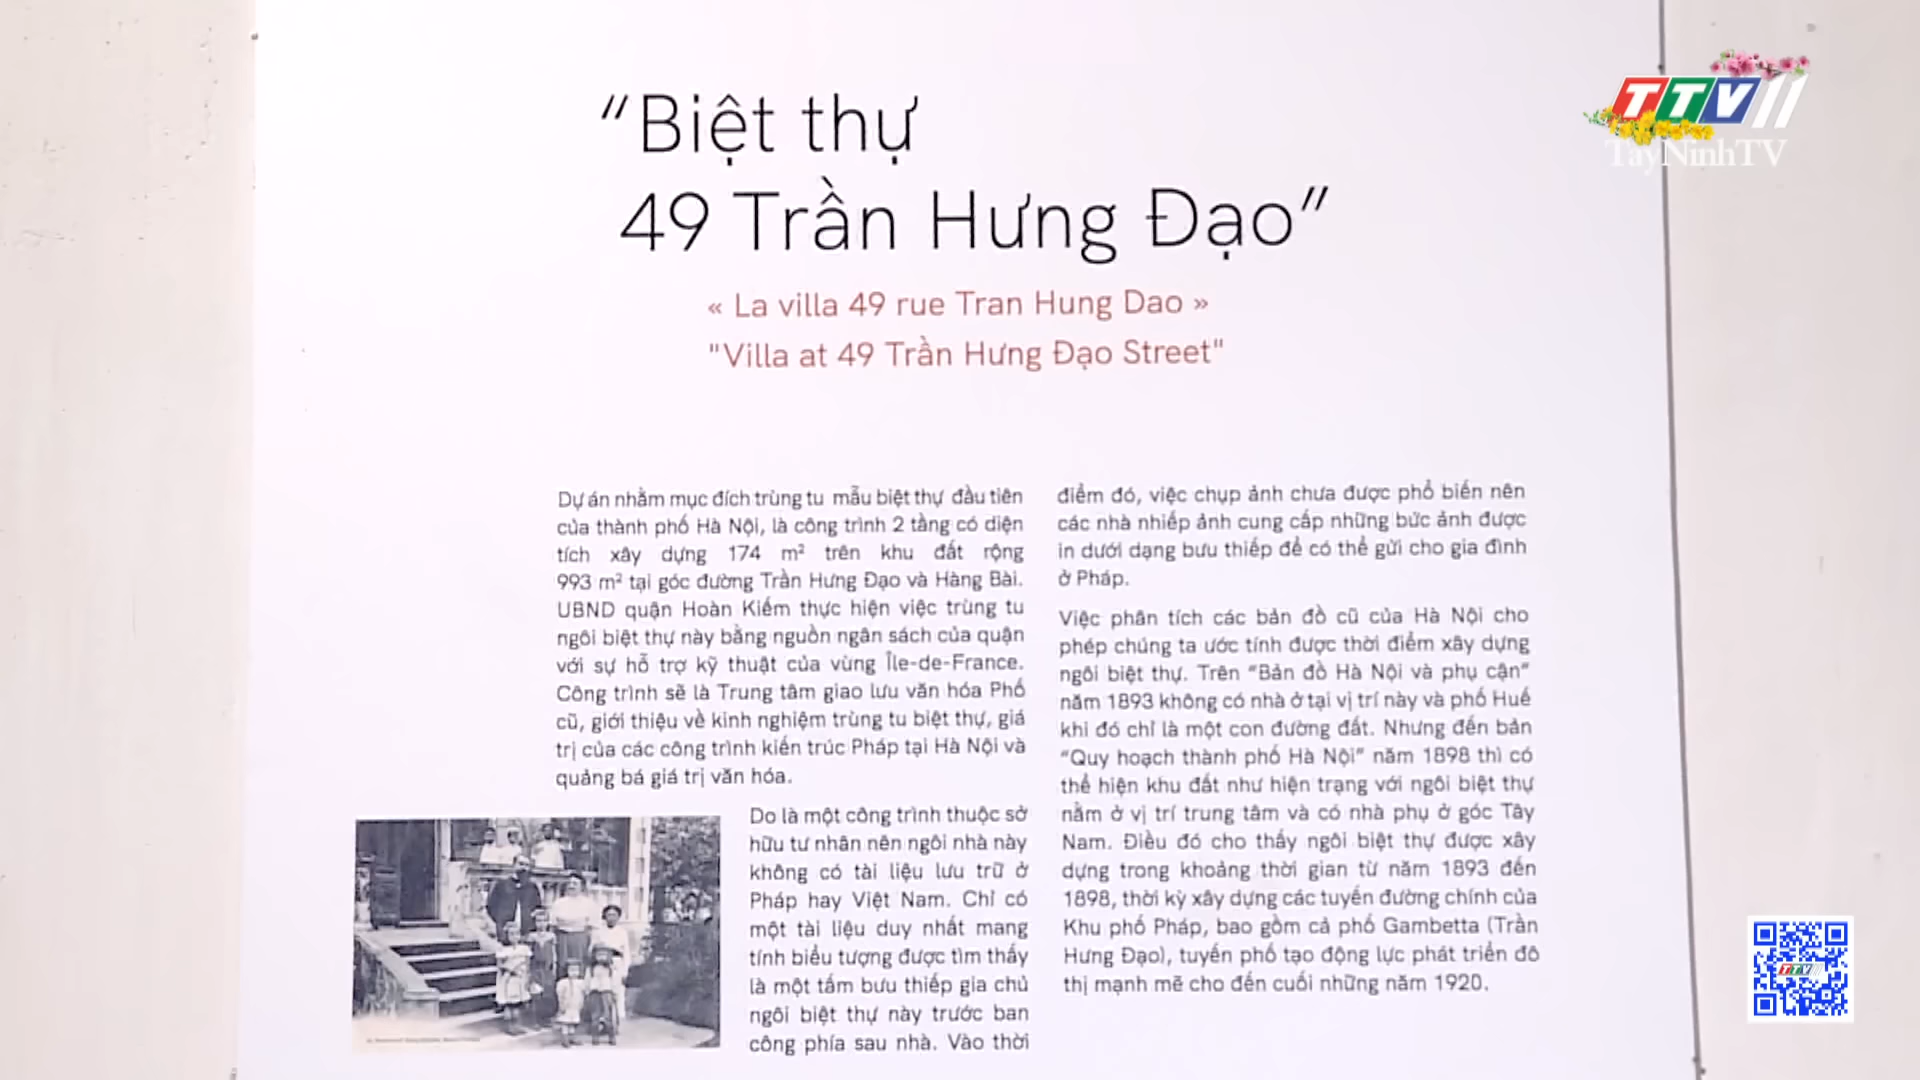 TTV11
TâyNinhTV
“Biệt thự
49 Trần Hưng Đạo”
« La villa 49 rue Tran Hung Dao »
"Villa at 49 Trần Hưng Đạo Street"
Dự án nhằm mục đích trùng tu mẫu biệt thự đầu tiên
của thành phố Hà Nội, là công trình 2 tầng có diện
tích xây dựng 174 m² trên khu đất rộng
993 m² tại góc đường Trần Hưng Đạo và Hàng Bài.
UBND quận Hoàn Kiếm thực hiện việc trùng tu
ngôi biệt thự này bằng nguồn ngân sách của quận
với sự hỗ trợ kỹ thuật của vùng Île-de-France.
Công trình sẽ là Trung tâm giao lưu văn hóa Phố
cũ, giới thiệu về kinh nghiệm trùng tu biệt thự, giá
trị của các công trình kiến trúc Pháp tại Hà Nội và
quảng bá giá trị văn hóa.
Do là một công trình thuộc sở
hữu tư nhân nên ngôi nhà này
không có tài liệu lưu trữ ở
Pháp hay Việt Nam. Chỉ có
một tài liệu duy nhất mang
tính biểu tượng được tìm thấy
là một tấm bưu thiếp gia chủ
ngôi biệt thự này trước ban
công phía sau nhà. Vào thời
điểm đó, việc chụp ảnh chưa được phổ biến nên
các nhà nhiếp ảnh cung cấp những bức ảnh được
in dưới dạng bưu thiếp để có thể gửi cho gia đình
ở Pháp.
Việc phân tích các bản đồ cũ của Hà Nội cho
phép chúng ta ước tính được thời điểm xây dựng
ngôi biệt thự. Trên “Bản đồ Hà Nội và phụ cận”
năm 1893 không có nhà ở tại vị trí này và phố Huế
khi đó chỉ là một con đường đất. Nhưng đến bản
“Quy hoạch thành phố Hà Nội” năm 1898 thì có
thể hiện khu đất như hiện trạng với ngôi biệt thự
nằm ở vị trí trung tâm và có nhà phụ ở góc Tây
Nam. Điều đó cho thấy ngôi biệt thự được xây
dựng trong khoảng thời gian từ năm 1893 đến
1898, thời kỳ xây dựng các tuyến đường chính của
Khu phố Pháp, bao gồm cả phố Gambetta (Trần
Hưng Đạo), tuyến phố tạo động lực phát triển đô
thị mạnh mẽ cho đến cuối những năm 1920.
TTV11